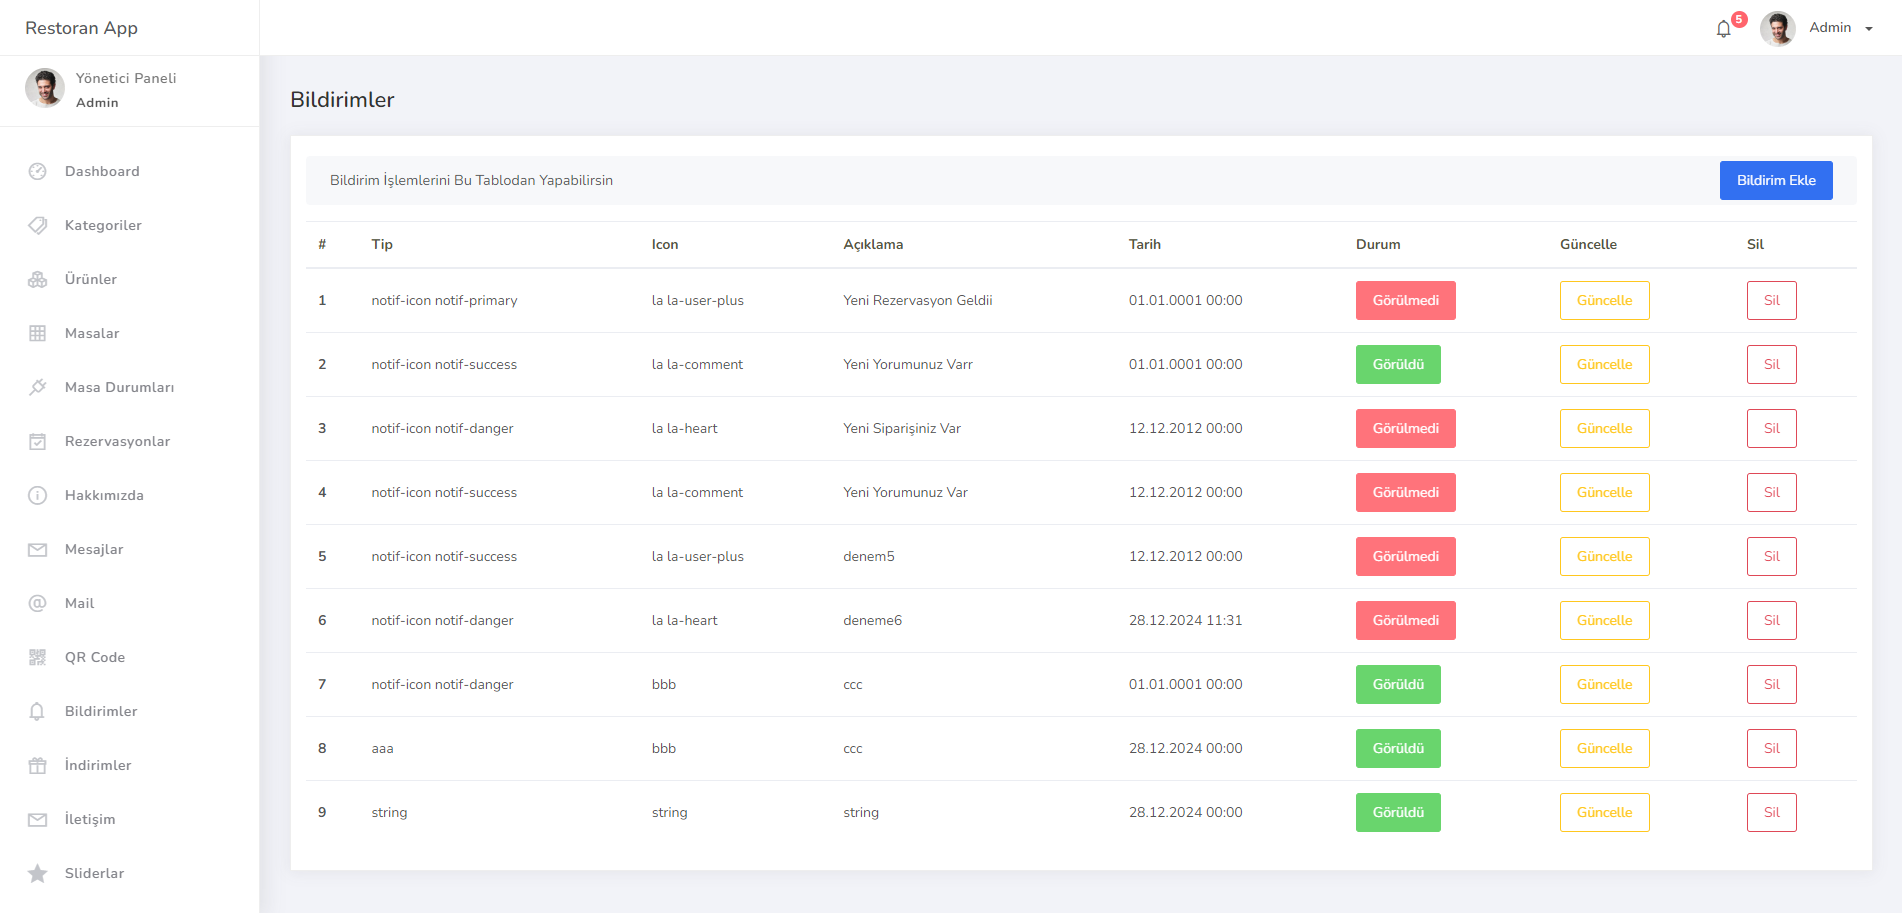 Restoran App
5
Admin
Yönetici Paneli
Admin
Dashboard
Kategoriler
Ürünler
Masalar
Masa Durumları
Rezervasyonlar
Hakkımızda
Mesajlar
Mail
QR Code
Bildirimler
İndirimler
İletişim
Sliderlar
Bildirimler
Bildirim İşlemlerini Bu Tablodan Yapabilirsin Bildirim Ekle
# Tip Icon Açıklama Tarih Durum Güncelle Sil
1 notif-icon notif-primary la la-user-plus Yeni Rezervasyon Geldii 01.01.0001 00:00 Görülmedi Güncelle Sil
2 notif-icon notif-success la la-comment Yeni Yorumunuz Varr 01.01.0001 00:00 Görüldü Güncelle Sil
3 notif-icon notif-danger la la-heart Yeni Siparişiniz Var 12.12.2012 00:00 Görülmedi Güncelle Sil
4 notif-icon notif-success la la-comment Yeni Yorumunuz Var 12.12.2012 00:00 Görülmedi Güncelle Sil
5 notif-icon notif-success la la-user-plus denem5 12.12.2012 00:00 Görülmedi Güncelle Sil
6 notif-icon notif-danger la la-heart deneme6 28.12.2024 11:31 Görülmedi Güncelle Sil
7 notif-icon notif-danger bbb ccc 01.01.0001 00:00 Görüldü Güncelle Sil
8 aaa bbb ccc 28.12.2024 00:00 Görüldü Güncelle Sil
9 string string string 28.12.2024 00:00 Görüldü Güncelle Sil